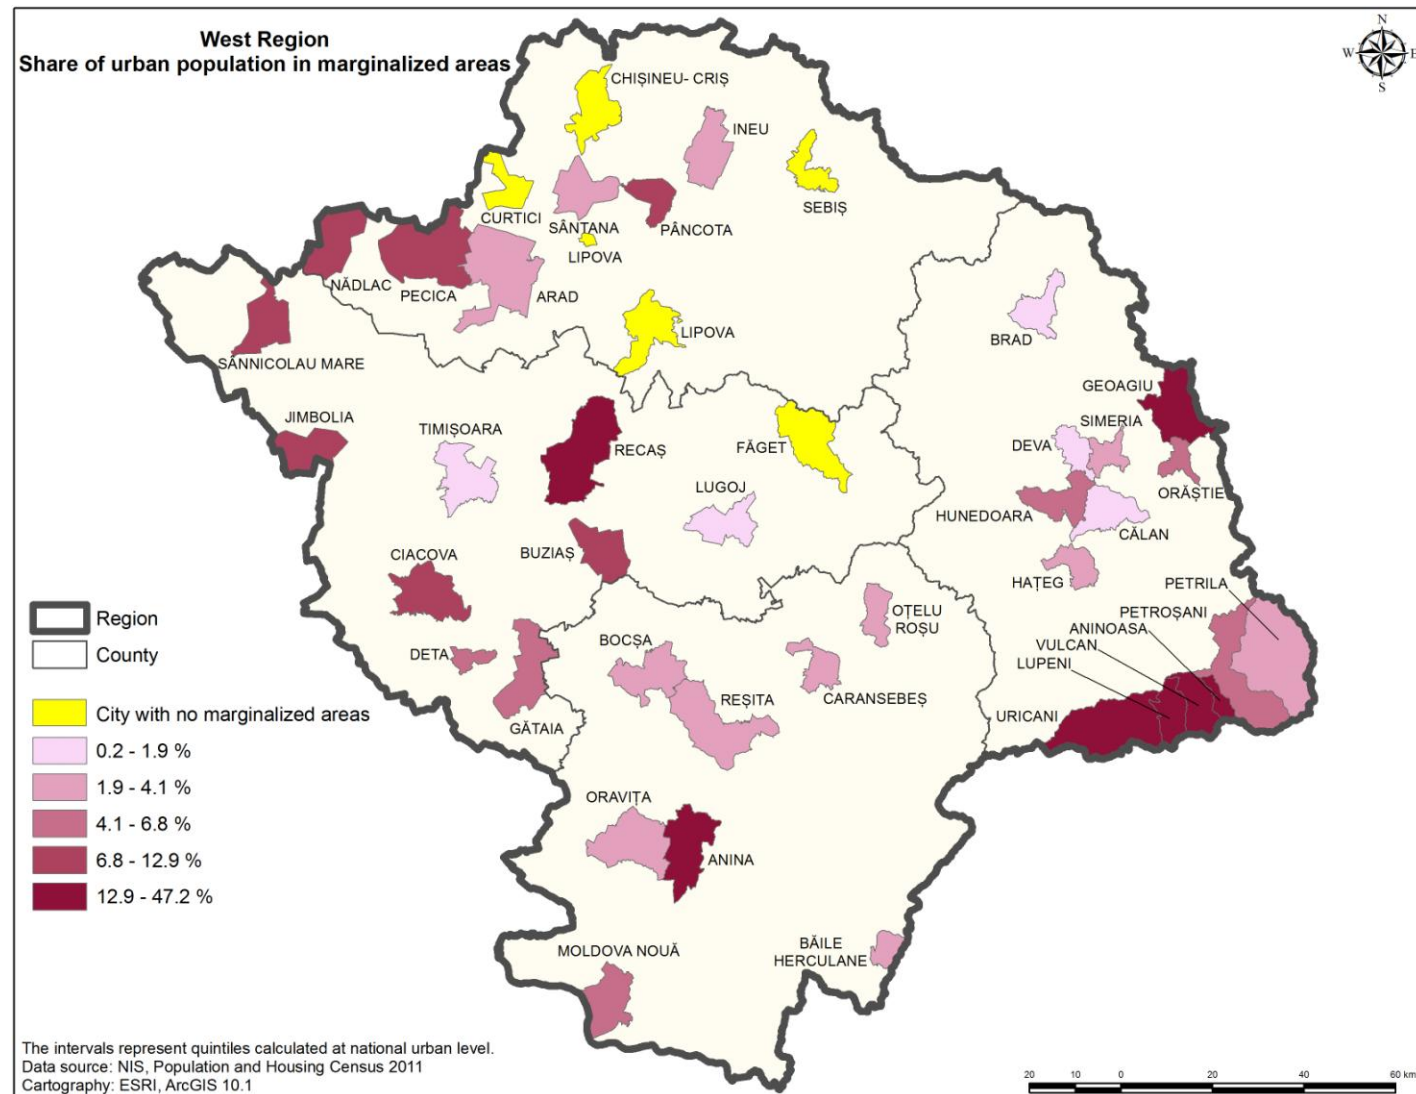 West Region
Share of urban population in marginalized areas
N
W
E
S
CHIȘINEU- CRIȘ
INEU
SEBIȘ
CURTICI
SÂNTANA
PÂNCOTA
LIPOVA
NĂDLAC
PECICA
ARAD
LIPOVA
BRAD
SÂNNICOLAU MARE
GEOAGIU
JIMBOLIA
TIMIȘOARA
SIMERIA
RECAȘ
FĂGET
DEVA
LUGOJ
ORĂȘTIE
HUNEDOARA
CĂLAN
CIACOVA
BUZIAȘ
HAȚEG
PETRILA
PETROȘANI
ANINOASA
VULCAN
LUPENI
URICANI
OȚELU
ROȘU
BOCȘA
DETA
CARANSEBEȘ
REȘITA
GĂTAIA
Region
County
City with no marginalized areas
0.2 - 1.9 %
1.9 - 4.1 %
4.1 - 6.8 %
6.8 - 12.9 %
12.9 - 47.2 %
ORAVIȚA
ANINA
MOLDOVA NOUĂ
BĂILE
HERCULANE
The intervals represent quintiles calculated at national urban level.
Data source: NIS, Population and Housing Census 2011
Cartography: ESRI, ArcGIS 10.1
20 10 0 20 40 60 km